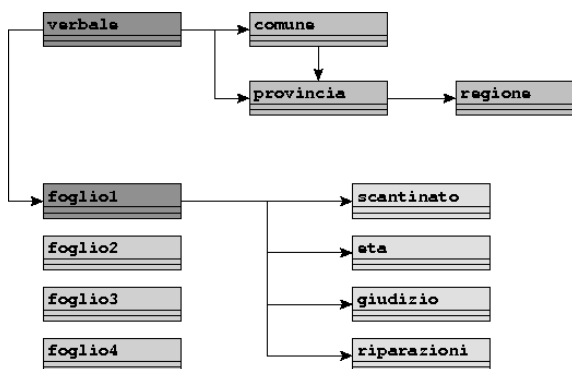 verbale comune
provincia regione
foglio1 scantinato
foglio2 eta
foglio3 giudizio
foglio4 riparazioni